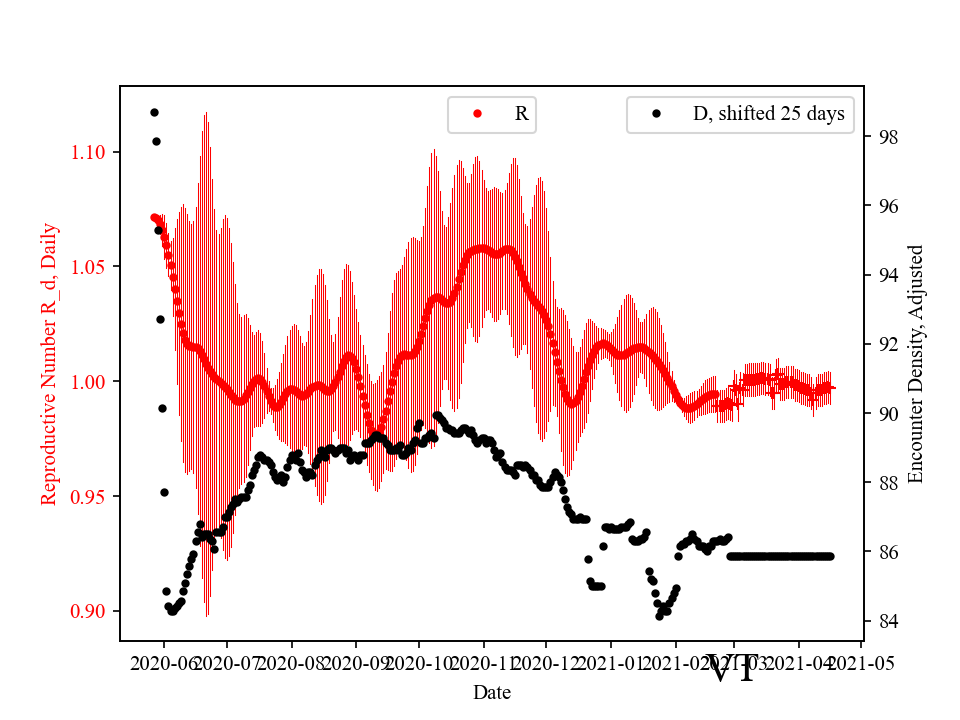 R
D, shifted 25 days
1.10
1.05
1.00
0.95
0.90
Reproductive Number R_d, Daily
98
96
94
92
90
88
86
84
Encounter Density, Adjusted
2020-06 2020-07 2020-08 2020-09 2020-10 2020-11 2020-12 2021-01 2021-02 2021-03 2021-04 2021-05
VT
Date